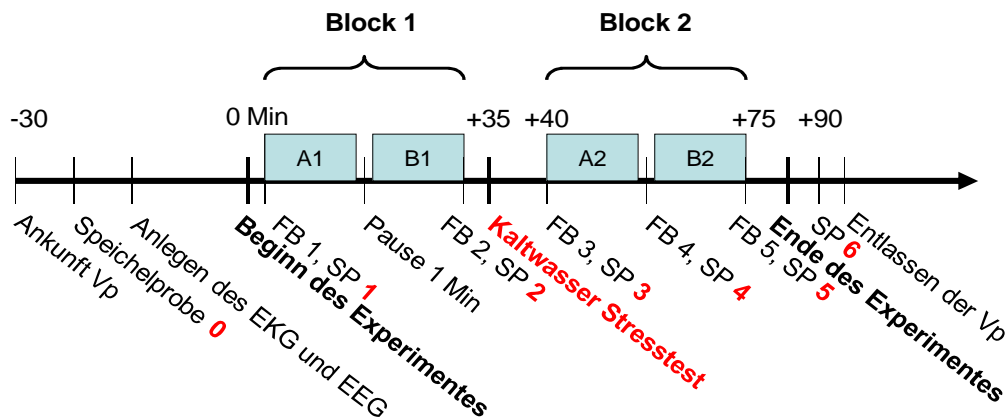 Block 1
Block 2
-30
0 Min
+35
+40
+75
+90
A1
B1
A2
B2
Ankunft Vp
Speichelprobe 0
Anlegen des EKG und EEG
Beginn des Experimentes
FB 1, SP 1
Pause 1 Min
FB 2, SP 2
Kaltwasser Stresstest
FB 3, SP 3
FB 4, SP 4
FB 5, SP 5
Ende des Experimentes
SP 6
Entlassen der Vp